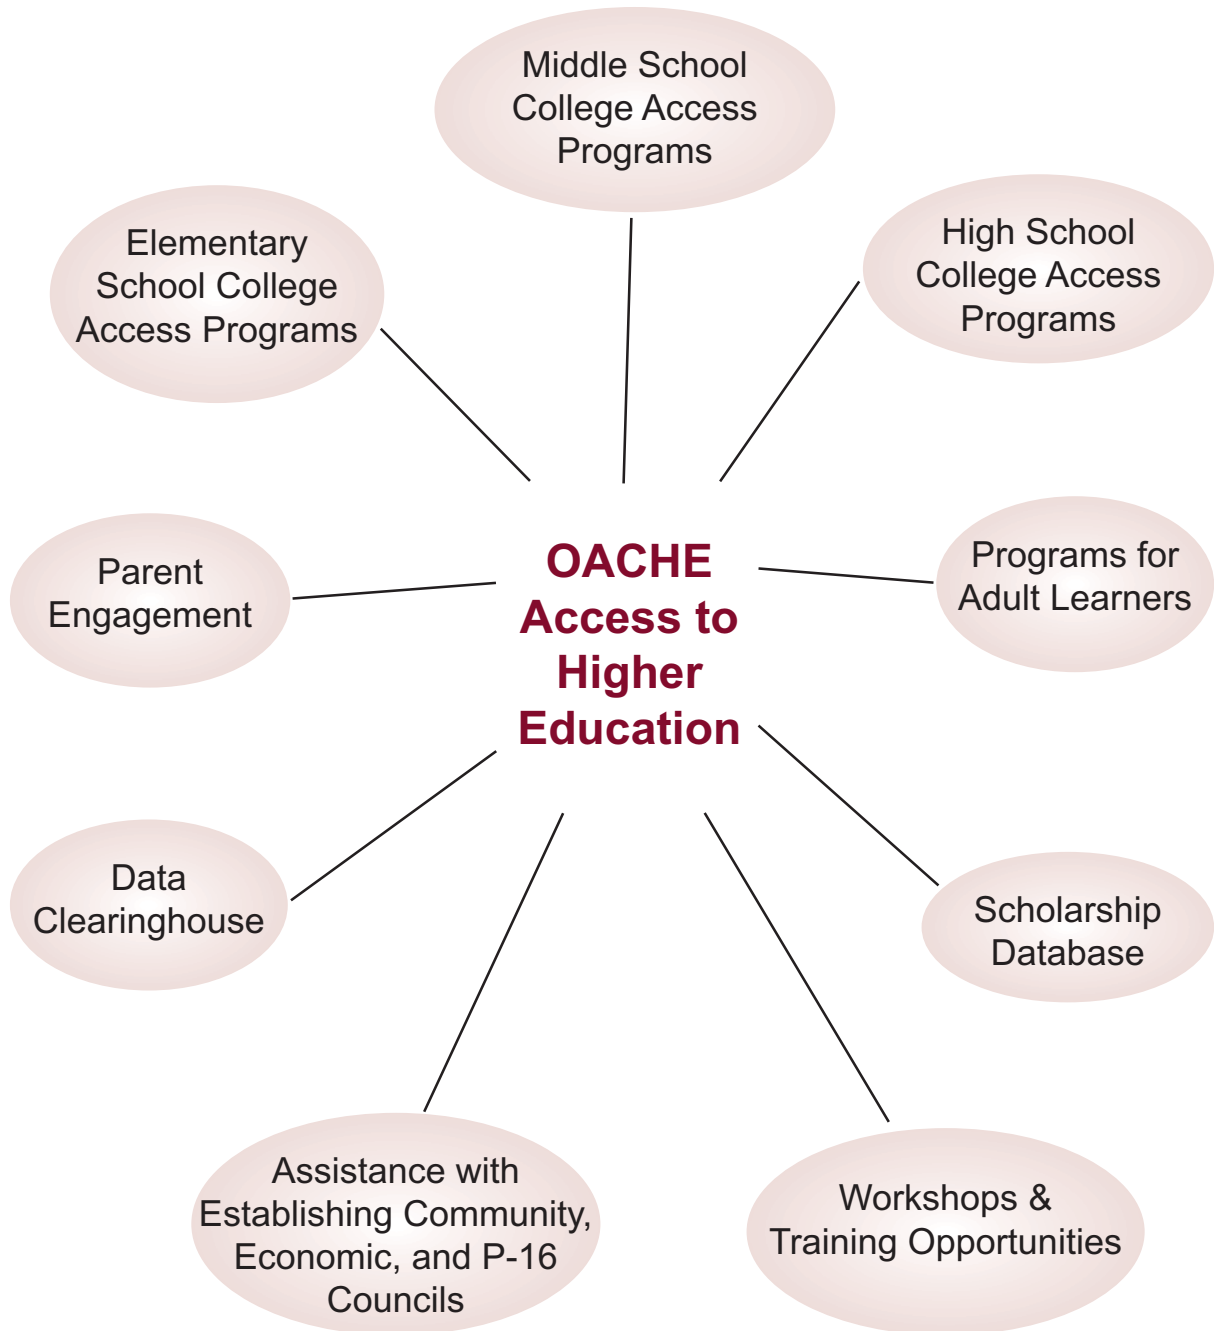 Middle School
College Access
Programs
Elementary
School College
Access Programs
High School
College Access
Programs
Parent
Engagement
OACHE
Access to
Higher
Education
Programs for
Adult Learners
Data
Clearinghouse
Scholarship
Database
Assistance with
Establishing Community,
Economic, and P-16
Councils
Workshops &
Training Opportunities